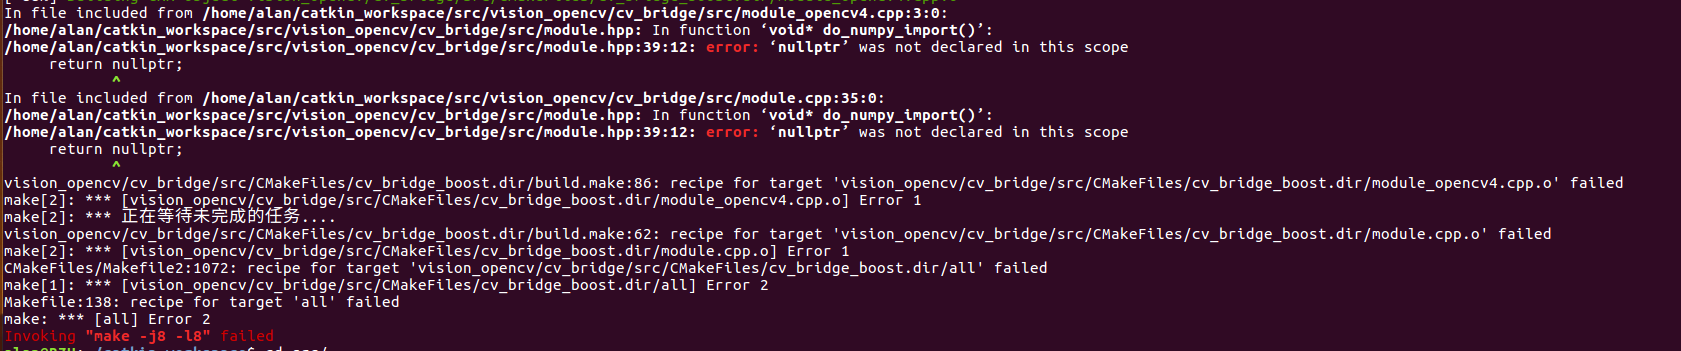 In file included from /home/alan/catkin_workspace/src/vision_opencv/cv_bridge/src/module_opencv4.cpp:3:0:
/home/alan/catkin_workspace/src/vision_opencv/cv_bridge/src/module.hpp: In function ‘void* do_numpy_import()’:
/home/alan/catkin_workspace/src/vision_opencv/cv_bridge/src/module.hpp:39:12: error: ‘nullptr’ was not declared in this scope
     return nullptr;
            ^
In file included from /home/alan/catkin_workspace/src/vision_opencv/cv_bridge/src/module.cpp:35:0:
/home/alan/catkin_workspace/src/vision_opencv/cv_bridge/src/module.hpp: In function ‘void* do_numpy_import()’:
/home/alan/catkin_workspace/src/vision_opencv/cv_bridge/src/module.hpp:39:12: error: ‘nullptr’ was not declared in this scope
     return nullptr;
            ^
vision_opencv/cv_bridge/src/CMakeFiles/cv_bridge_boost.dir/build.make:86: recipe for target 'vision_opencv/cv_bridge/src/CMakeFiles/cv_bridge_boost.dir/module_opencv4.cpp.o' failed
make[2]: *** [vision_opencv/cv_bridge/src/CMakeFiles/cv_bridge_boost.dir/module_opencv4.cpp.o] Error 1
make[2]: *** 正在等待未完成的任务....
vision_opencv/cv_bridge/src/CMakeFiles/cv_bridge_boost.dir/build.make:62: recipe for target 'vision_opencv/cv_bridge/src/CMakeFiles/cv_bridge_boost.dir/module.cpp.o' failed
make[2]: *** [vision_opencv/cv_bridge/src/CMakeFiles/cv_bridge_boost.dir/module.cpp.o] Error 1
CMakeFiles/Makefile2:1072: recipe for target 'vision_opencv/cv_bridge/src/CMakeFiles/cv_bridge_boost.dir/all' failed
make[1]: *** [vision_opencv/cv_bridge/src/CMakeFiles/cv_bridge_boost.dir/all] Error 2
Makefile:138: recipe for target 'all' failed
make: *** [all] Error 2
Invoking "make -j8 -l8" failed